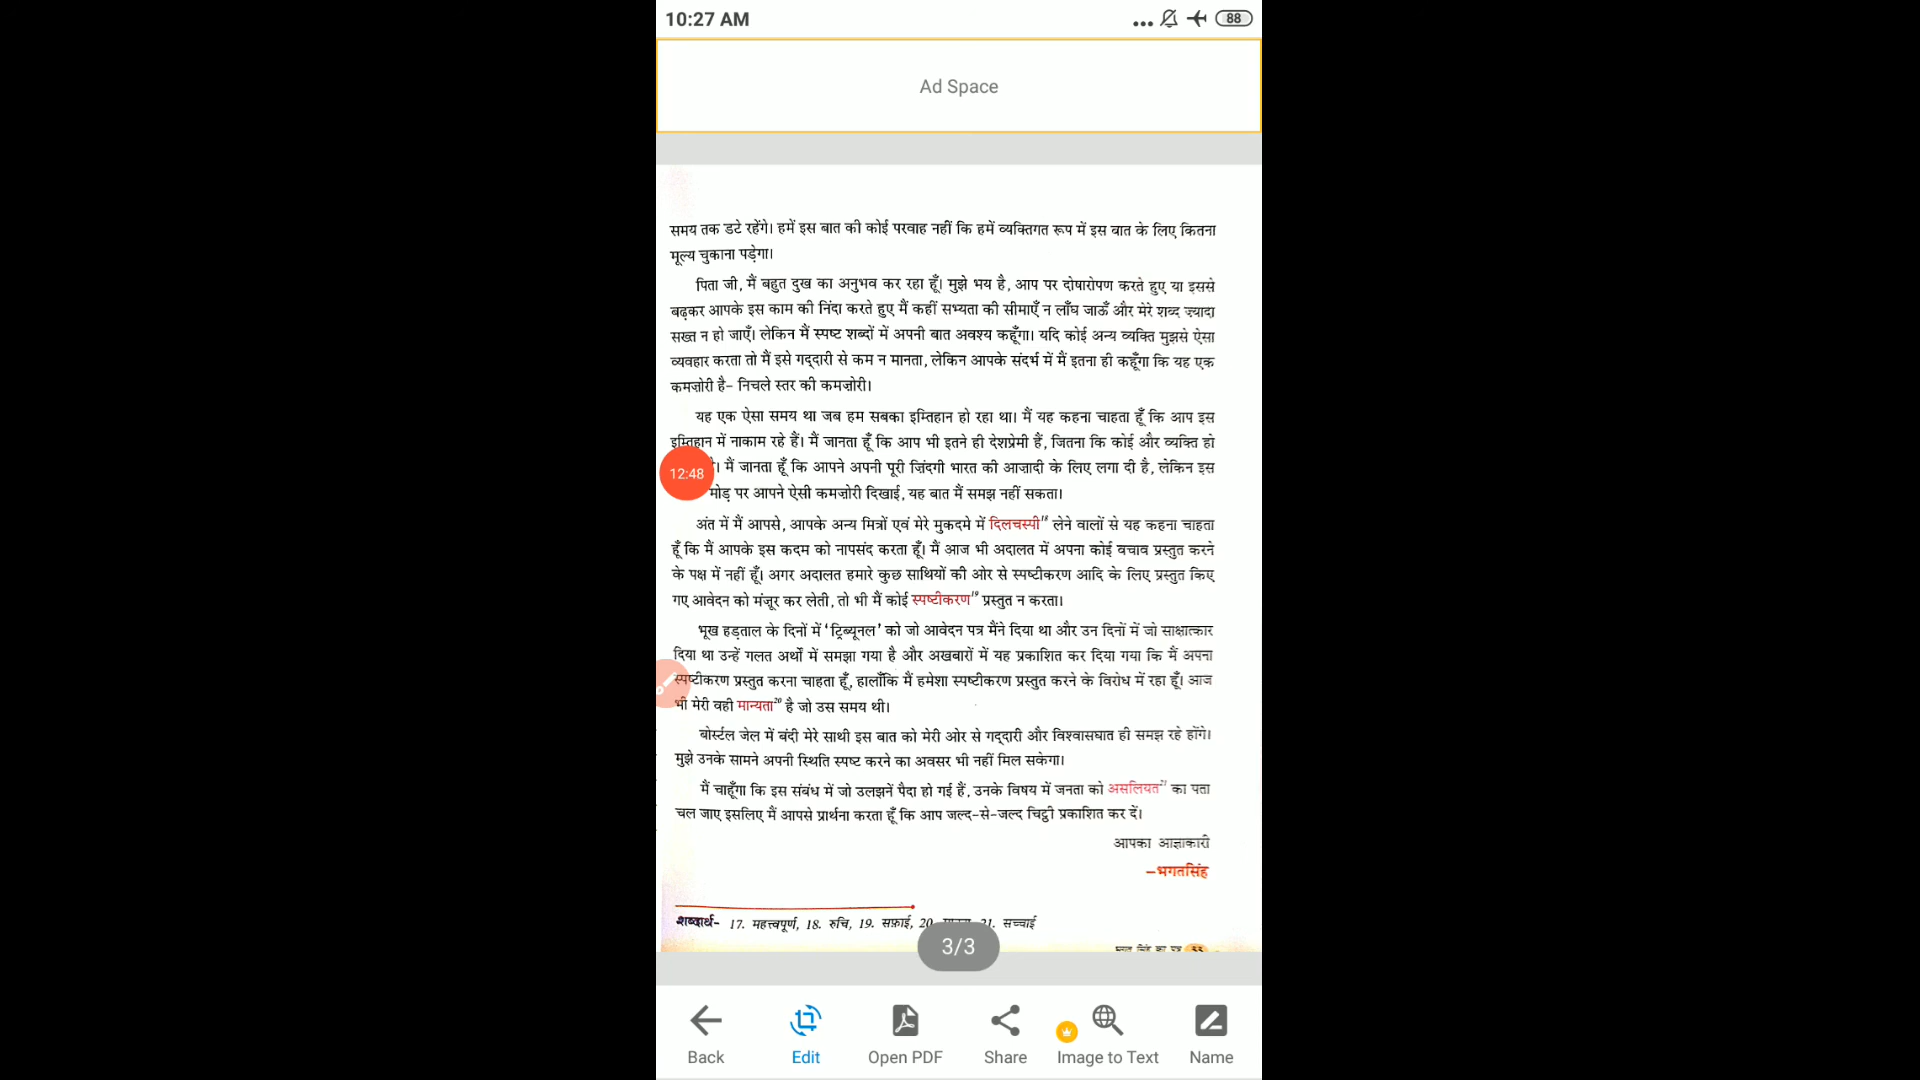 10:27 AM
88
Ad Space
समय तक डटे रहेंगे। हमें इस बात की कोई परवाह नहीं कि हमें व्यक्तिगत रूप में इस बात के लिए कितना
मूल्य चुकाना पड़ेगा।
पिता जी, मैं बहुत दुख का अनुभव कर रहा हूँ। मुझे भय है, आप पर दोषारोपण करते हुए या इससे
बढ़कर आपके इस काम की निंदा करते हुए मैं कहीं सभ्यता की सीमाएँ न लाँघ जाऊँ और मेरे शब्द ज़्यादा
सख्त न हो जाएँ। लेकिन मैं स्पष्ट शब्दों में अपनी बात अवश्य कहूँगा। यदि कोई अन्य व्यक्ति मुझसे ऐसा
व्यवहार करता तो मैं इसे गद्दारी से कम न मानता, लेकिन आपके संदर्भ में मैं इतना ही कहूँगा कि यह एक
कमज़ोरी है– निचले स्तर की कमज़ोरी।
यह एक ऐसा समय था जब हम सबका इम्तिहान हो रहा था। मैं यह कहना चाहता हूँ कि आप इस
इम्तिहान में नाकाम रहे हैं। मैं जानता हूँ कि आप भी इतने ही देशप्रेमी हैं, जितना कि कोई और व्यक्ति हो
12:48 मैं जानता हूँ कि आपने अपनी पूरी ज़िंदगी भारत की आज़ादी के लिए लगा दी है, लेकिन इस
मोड़ पर आपने ऐसी कमज़ोरी दिखाई, यह बात मैं समझ नहीं सकता।
अंत में मैं आपसे, आपके अन्य मित्रों एवं मेरे मुकदमे में दिलचस्पी¹⁸ लेने वालों से यह कहना चाहता
हूँ कि मैं आपके इस कदम को नापसंद करता हूँ। मैं आज भी अदालत में अपना कोई बचाव प्रस्तुत करने
के पक्ष में नहीं हूँ। अगर अदालत हमारे कुछ साथियों की ओर से स्पष्टीकरण आदि के लिए प्रस्तुत किए
गए आवेदन को मंज़ूर कर लेती, तो भी मैं कोई स्पष्टीकरण¹⁹ प्रस्तुत न करता।
भूख हड़ताल के दिनों में ‘ट्रिब्यूनल’ को जो आवेदन पत्र मैंने दिया था और उन दिनों में जो साक्षात्कार
दिया था उन्हें गलत अर्थों में समझा गया है और अखबारों में यह प्रकाशित कर दिया गया कि मैं अपना
स्पष्टीकरण प्रस्तुत करना चाहता हूँ, हालाँकि मैं हमेशा स्पष्टीकरण प्रस्तुत करने के विरोध में रहा हूँ। आज
भी मेरी वही मान्यता²⁰ है जो उस समय थी।
बोर्स्टल जेल में बंदी मेरे साथी इस बात को मेरी ओर से गद्दारी और विश्वासघात ही समझ रहे होंगे।
मुझे उनके सामने अपनी स्थिति स्पष्ट करने का अवसर भी नहीं मिल सकेगा।
मैं चाहूँगा कि इस संबंध में जो उलझनें पैदा हो गई हैं, उनके विषय में जनता को असलियत²¹ का पता
चल जाए इसलिए मैं आपसे प्रार्थना करता हूँ कि आप जल्द-से-जल्द चिट्ठी प्रकाशित कर दें।
आपका आज्ञाकारी
–भगतसिंह
शब्दार्थ– 17. महत्त्वपूर्ण, 18. रुचि, 19. सफ़ाई, 20. 21. सच्चाई
3/3
Back
Edit
Open PDF
Share
Image to Text
Name